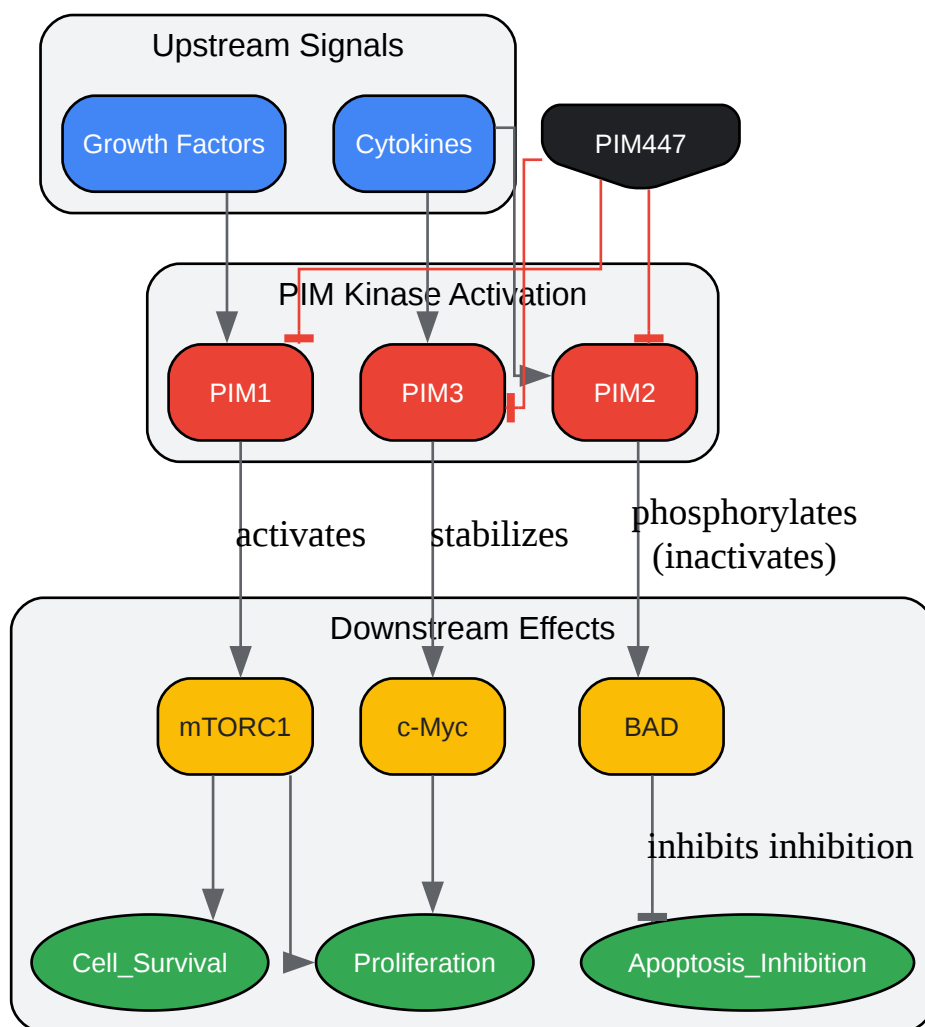 Upstream Signals
Growth Factors
Cytokines
PIM447
PIM Kinase Activation
PIM1
PIM3
PIM2
activates
stabilizes
phosphorylates
(inactivates)
Downstream Effects
mTORC1
c-Myc
BAD
inhibits inhibition
Cell_Survival
Proliferation
Apoptosis_Inhibition